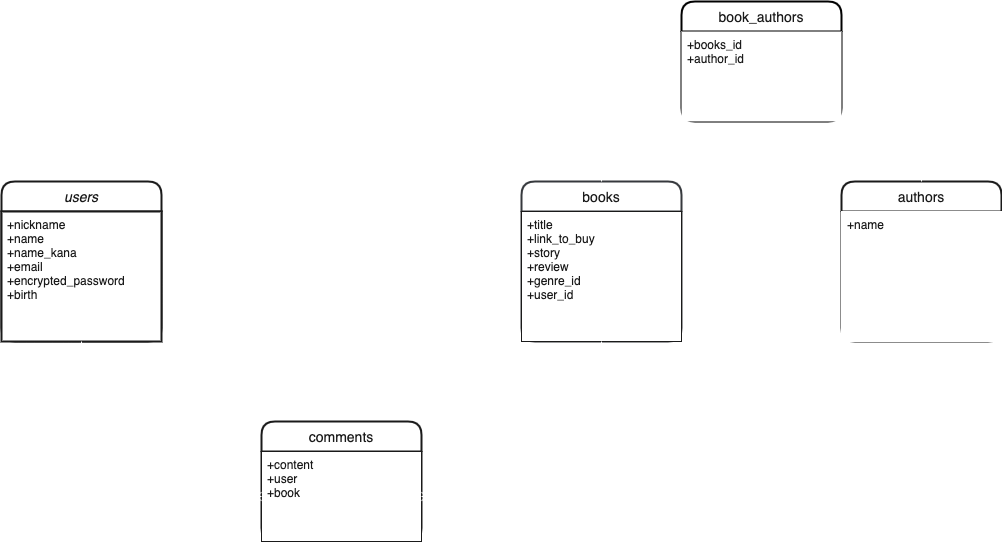 book_authors
+books_id
+author_id
users
+nickname
+name
+name_kana
+email
+encrypted_password
+birth
books
+title
+link_to_buy
+story
+review
+genre_id
+user_id
authors
+name
comments
+content
+user
+book